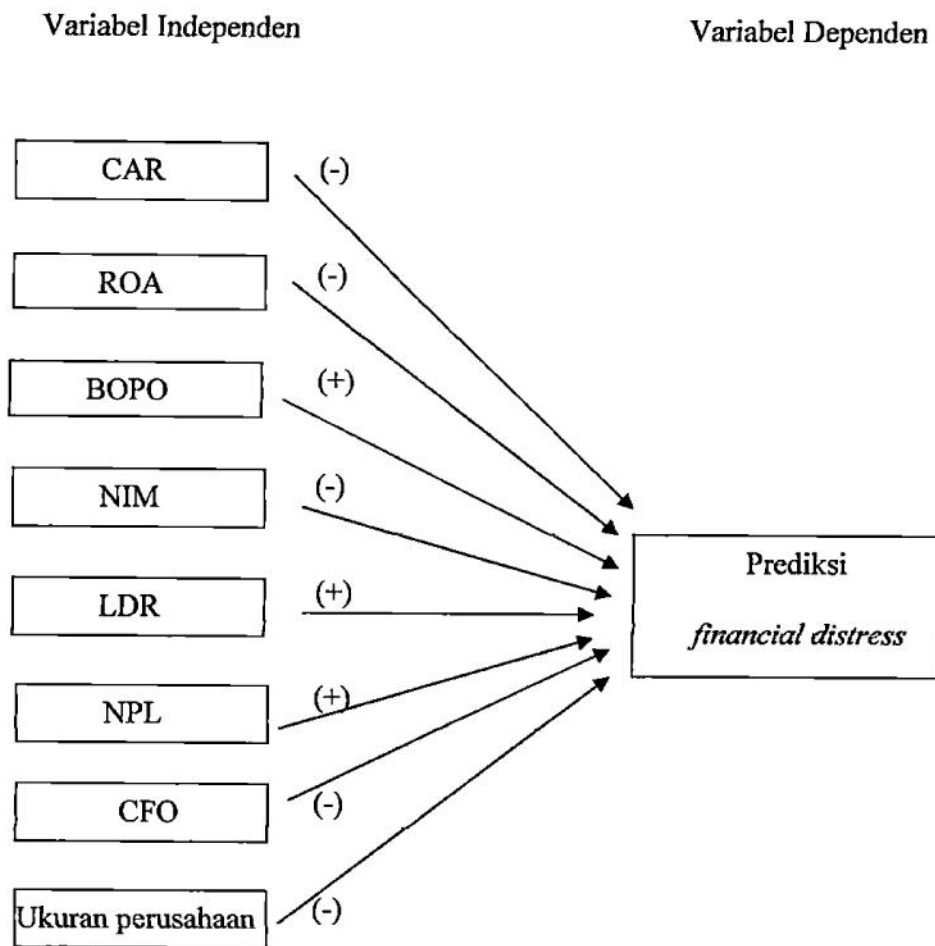 Variabel Independen
Variabel Dependen
CAR
(-)
ROA
(-)
BOPO
(+)
NIM
(-)
LDR
(+)
NPL
(+)
CFO
(-)
Ukuran perusahaan
(-)
Prediksi
financial distress